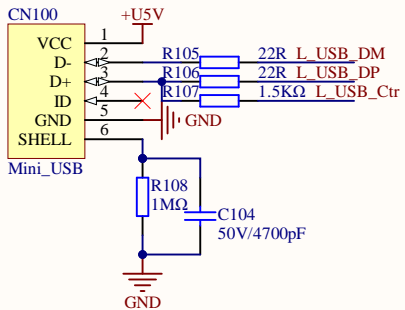 CN100
+U5V
VCC 1
D- 2 R105 22R L_USB_DM
D+ 3 R106 22R L_USB_DP
ID 4 R107 1.5KΩ L_USB_Ctr
GND 5 GND
SHELL 6
Mini_USB
R108
1MΩ
C104
50V/4700pF
GND